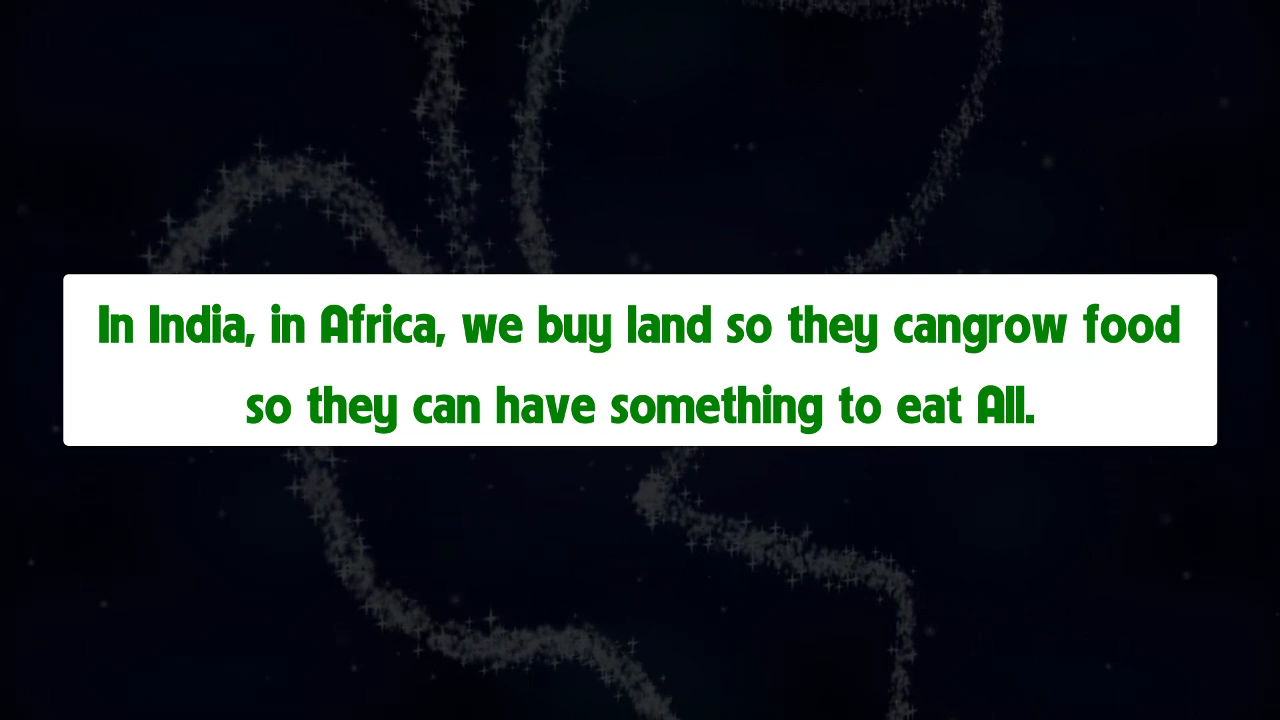 In India, in Africa, we buy land so they cangrow food
so they can have something to eat All.